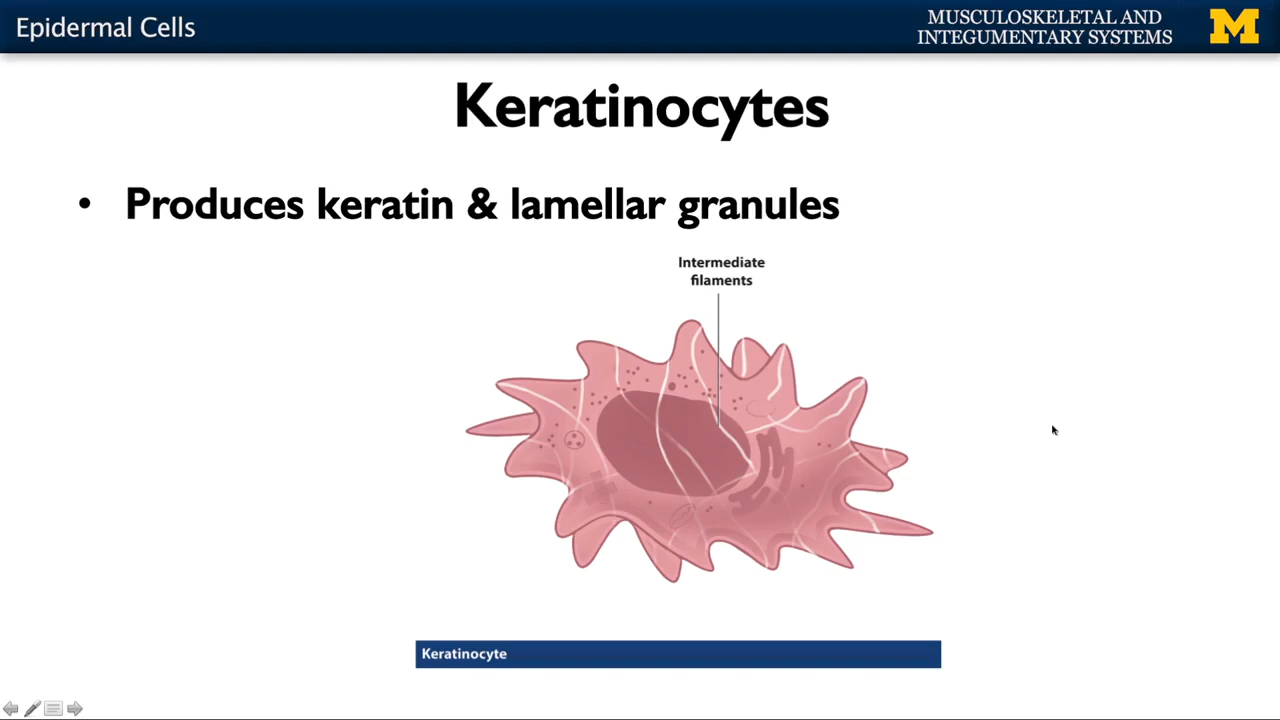 Epidermal Cells
MUSCULOSKELETAL AND
INTEGUMENTARY SYSTEMS
M
Keratinocytes
• Produces keratin & lamellar granules
Intermediate
filaments
Keratinocyte